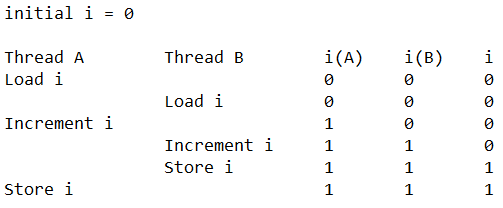 initial i = 0
Thread A Thread B i(A) i(B) i
Load i 0 0 0
Load i 0 0 0
Increment i 1 0 0
Increment i 1 1 0
Store i 1 1 1
Store i 1 1 1